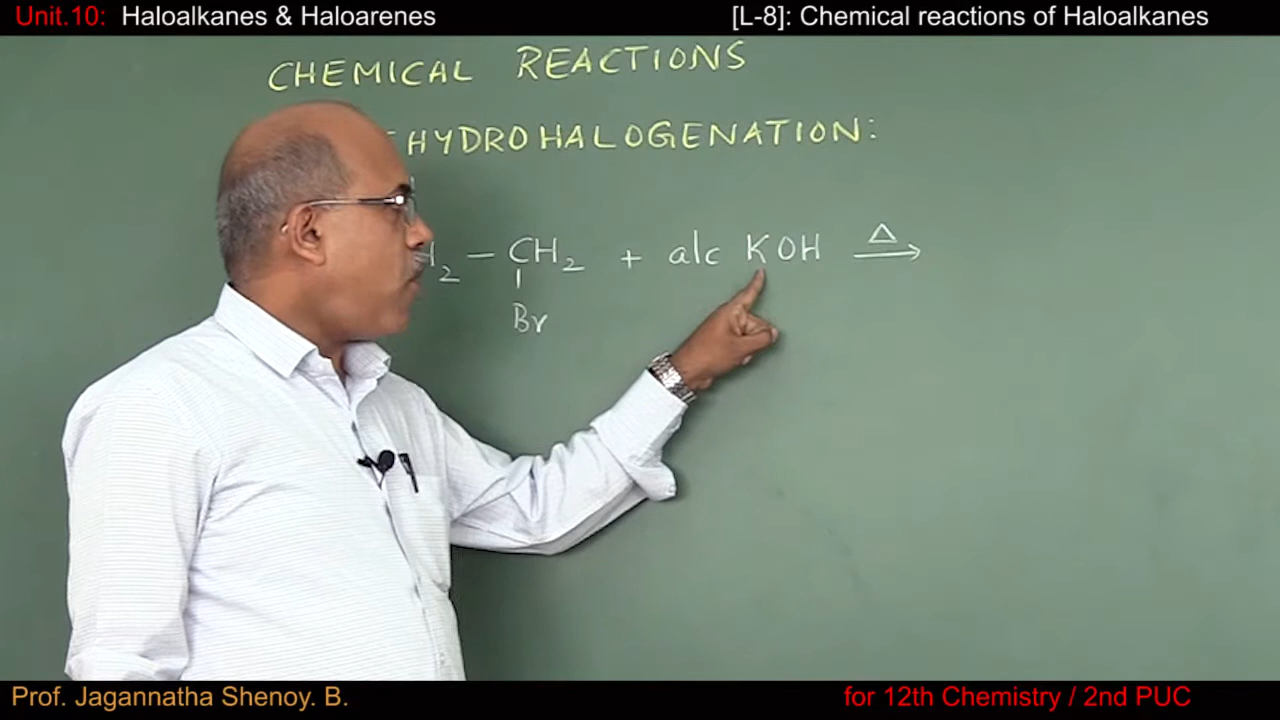 Unit.10: Haloalkanes & Haloarenes
[L-8]: Chemical reactions of Haloalkanes
CHEMICAL REACTIONS
HYDROHALOGENATION:
H₂ – CH₂ + alc KOH Δ→
Br
Prof. Jagannatha Shenoy. B.
for 12th Chemistry / 2nd PUC